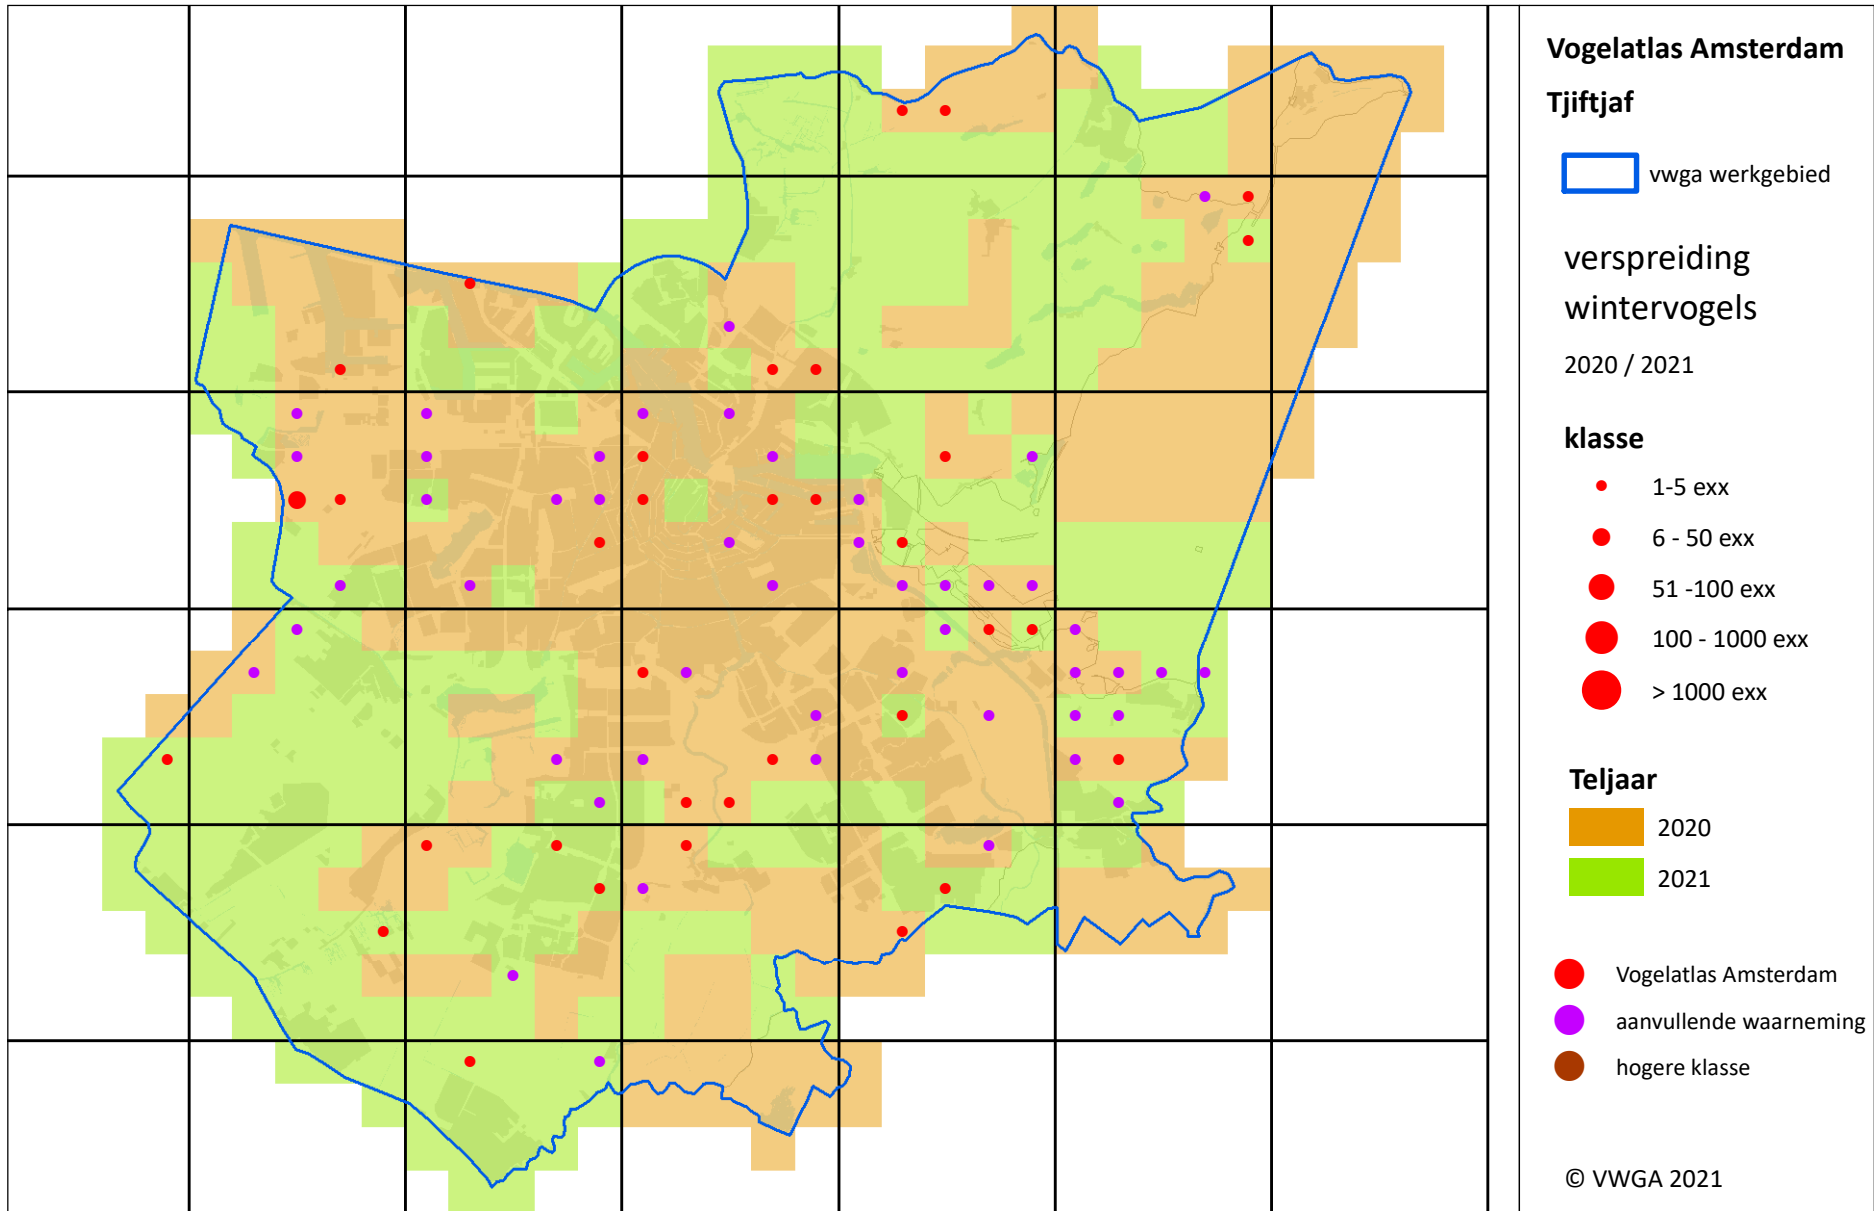 Vogelatlas Amsterdam
Tjiftjaf
vwga werkgebied
verspreiding
wintervogels
2020 / 2021
klasse
1-5 exx
6 - 50 exx
51 -100 exx
100 - 1000 exx
> 1000 exx
Teljaar
2020
2021
Vogelatlas Amsterdam
aanvullende waarneming
hogere klasse
© VWGA 2021